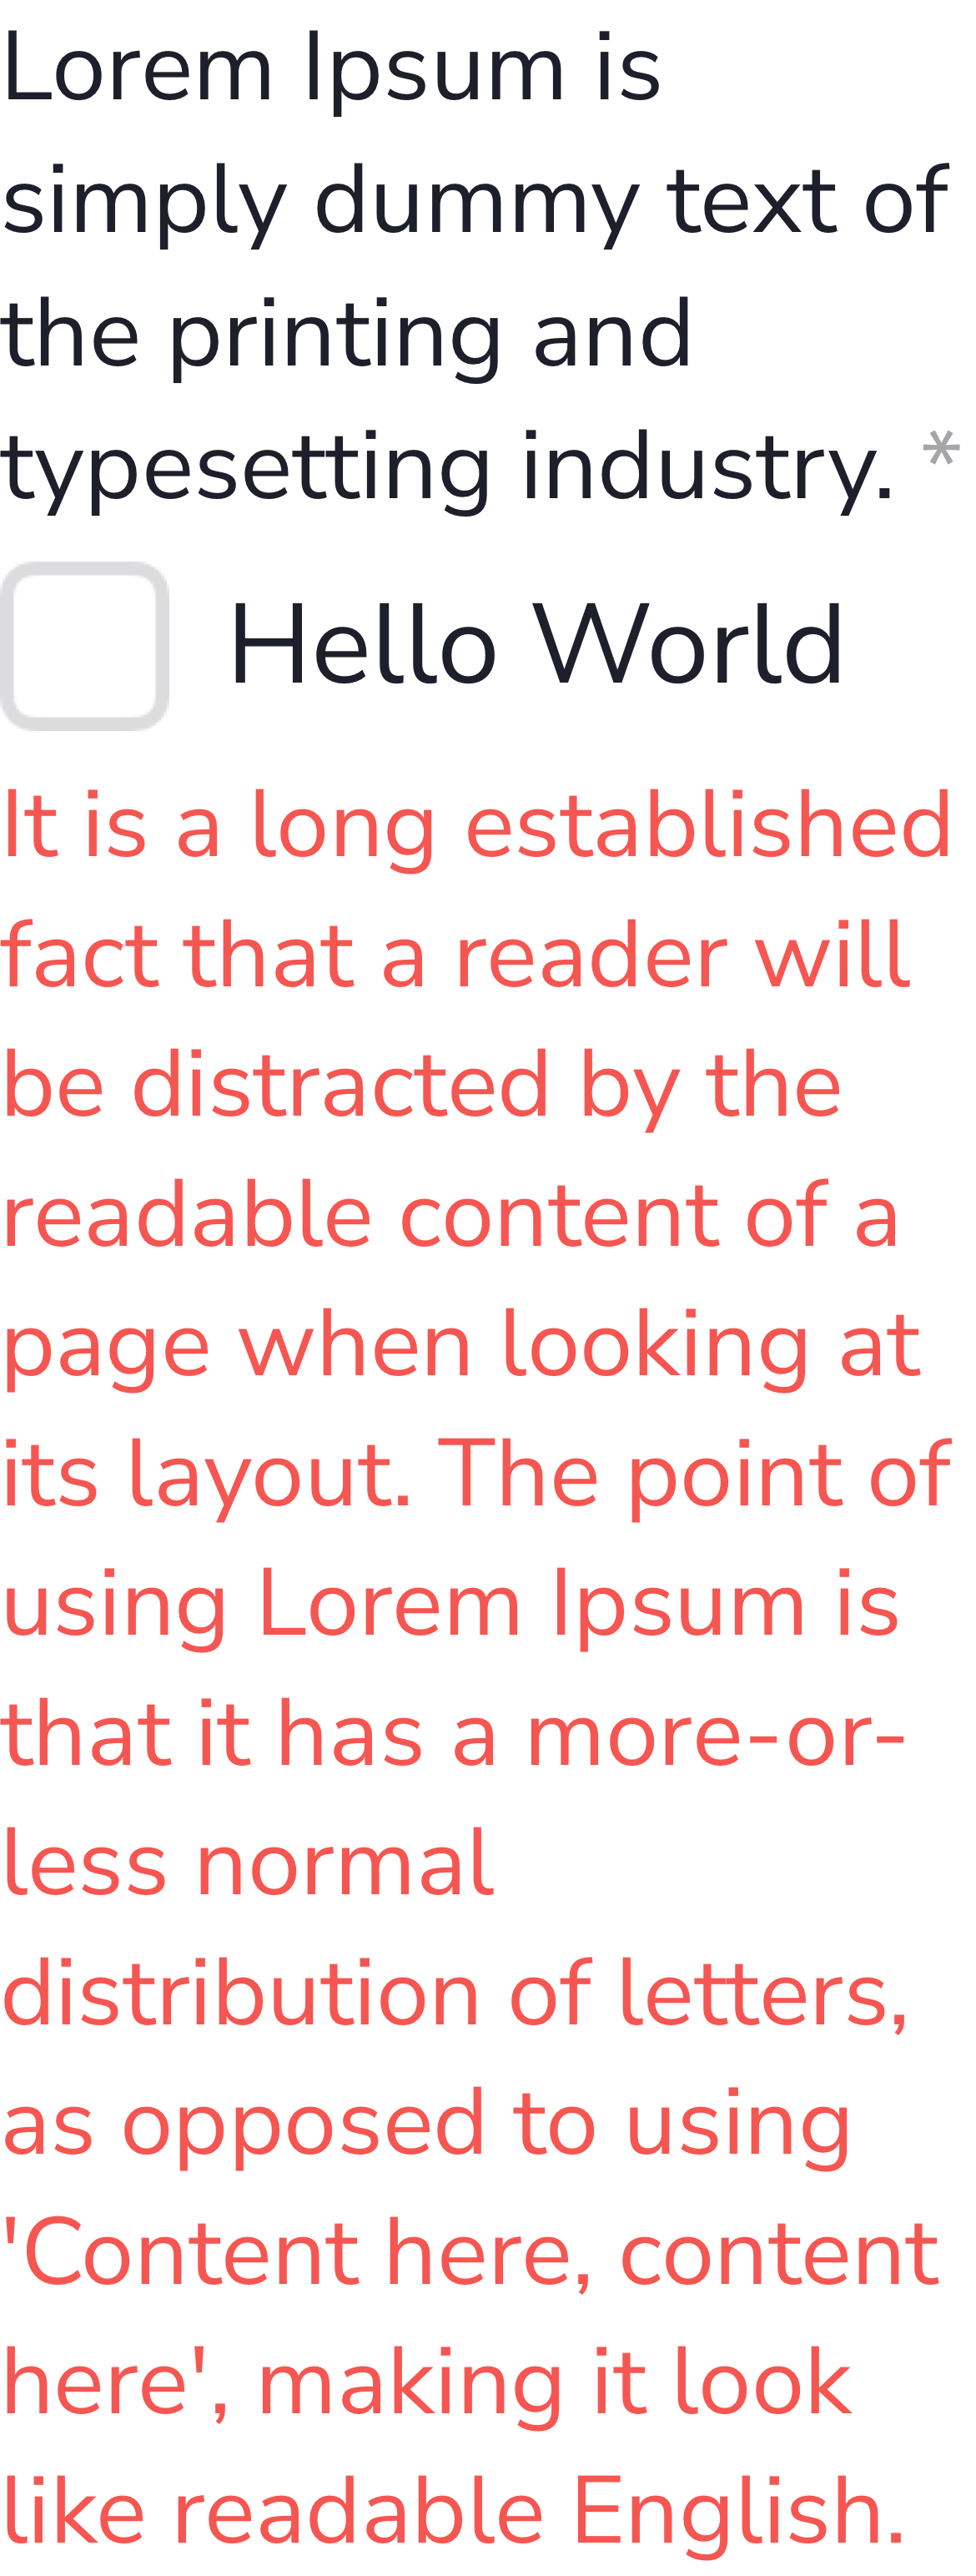 Lorem Ipsum is
simply dummy text of
the printing and
typesetting industry. *
Hello World
It is a long established
fact that a reader will
be distracted by the
readable content of a
page when looking at
its layout. The point of
using Lorem Ipsum is
that it has a more-or-
less normal
distribution of letters,
as opposed to using
'Content here, content
here', making it look
like readable English.